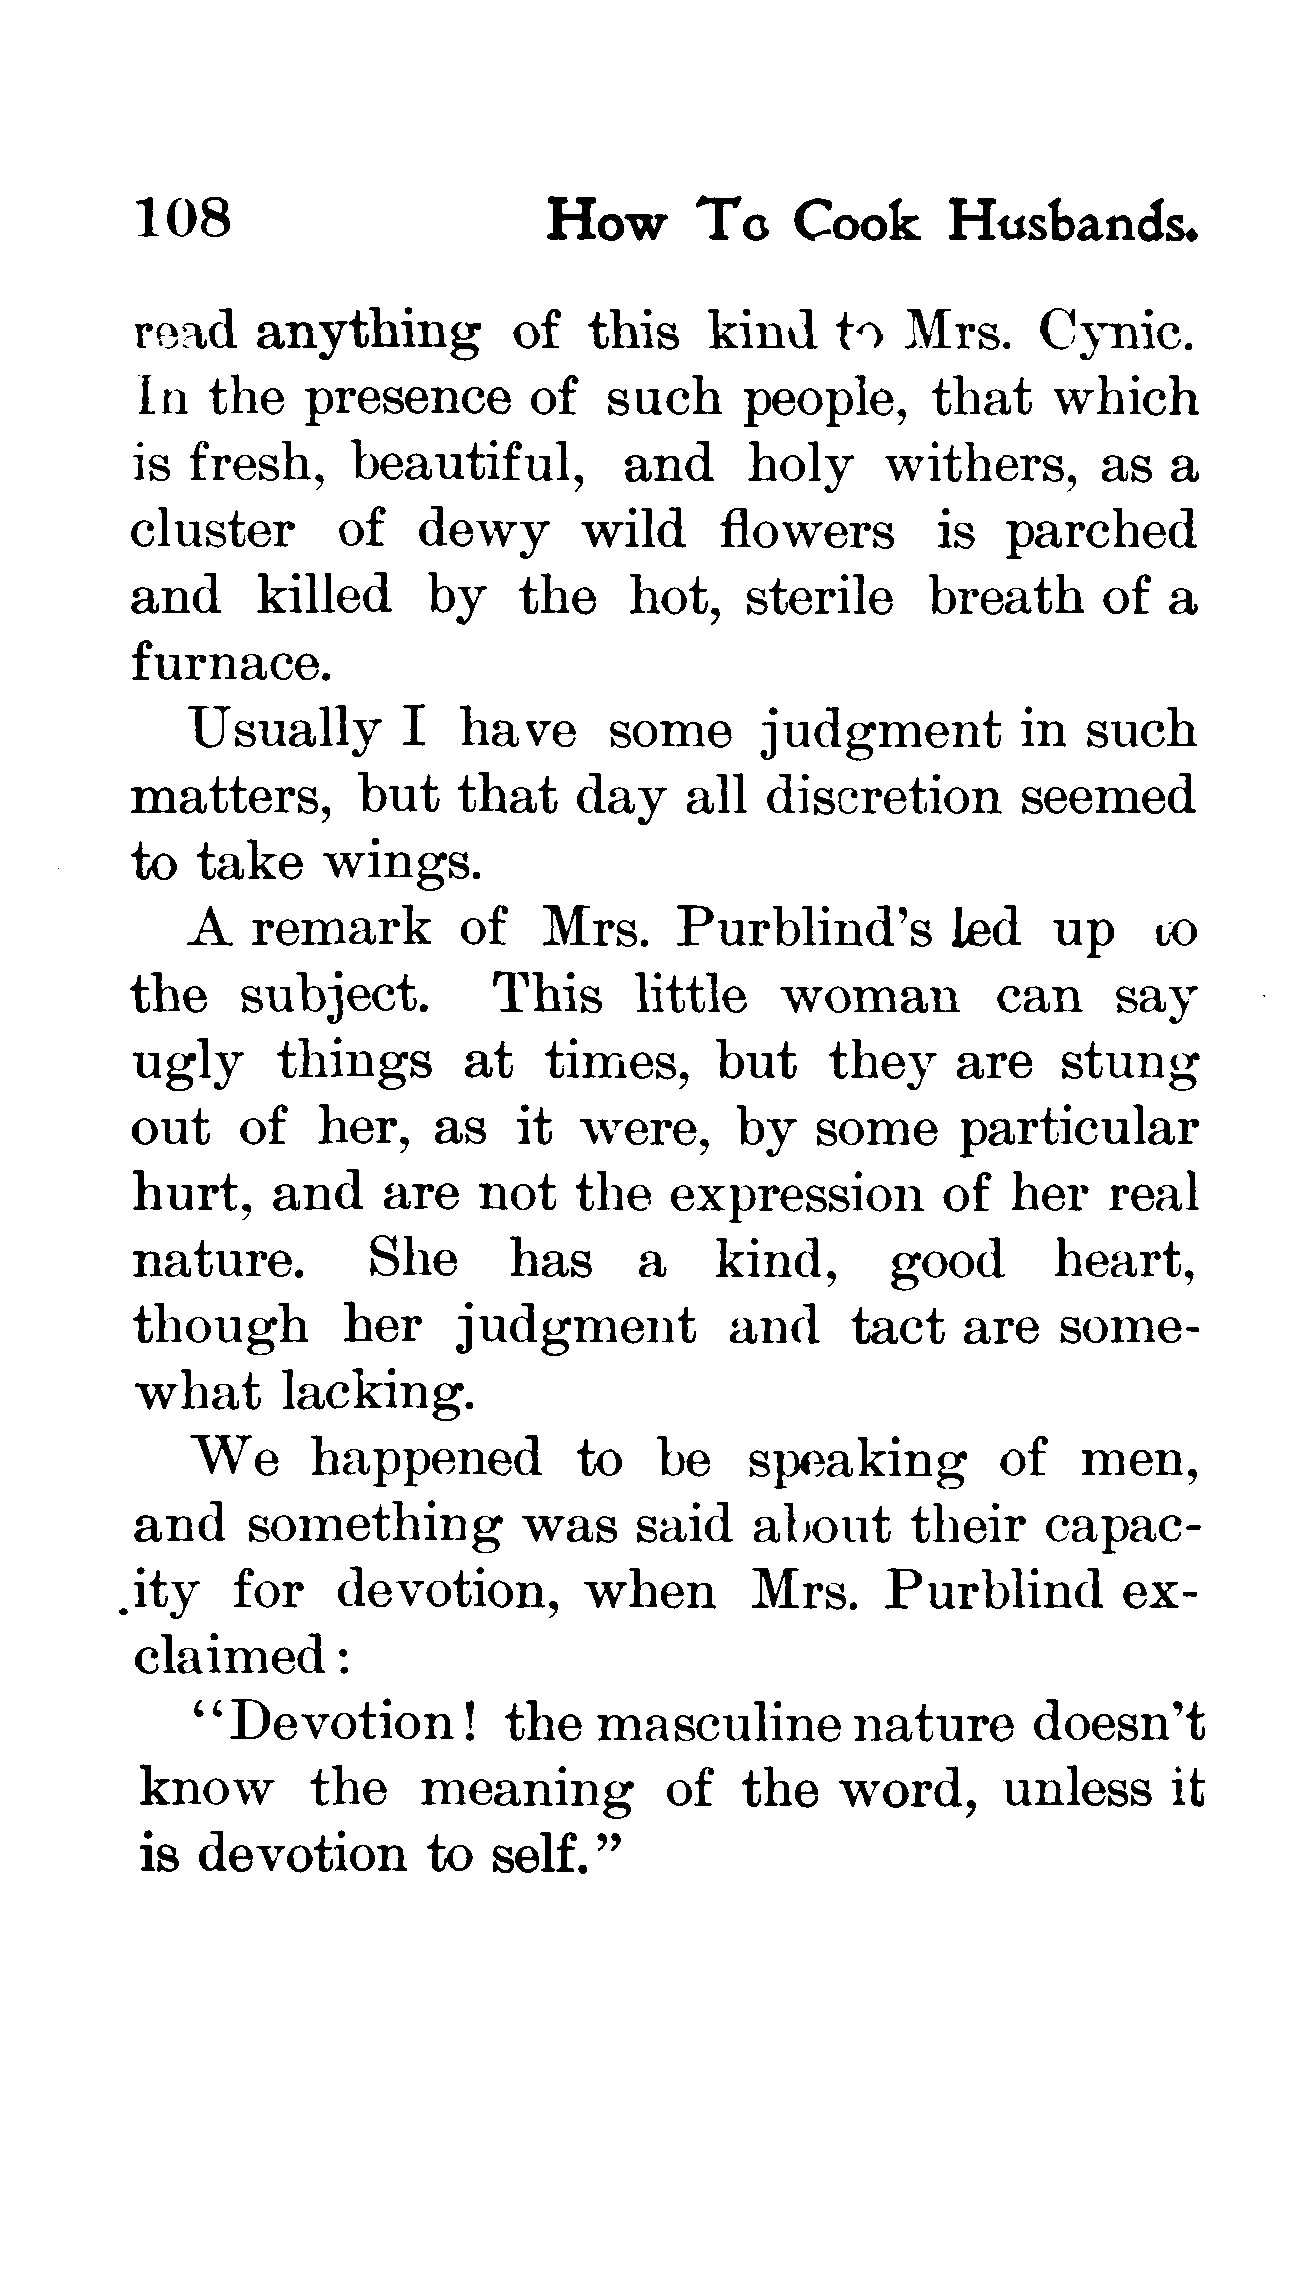 108 How To Cook Husbands.
read anything of this kind to Mrs. Cynic.
In the presence of such people, that which
is fresh, beautiful, and holy withers, as a
cluster of dewy wild flowers is parched
and killed by the hot, sterile breath of a
furnace.
Usually I have some judgment in such
matters, but that day all discretion seemed
to take wings.
A remark of Mrs. Purblind's led up to
the subject. This little woman can say
ugly things at times, but they are stung
out of her, as it were, by some particular
hurt, and are not the expression of her real
nature. She has a kind, good heart,
though her judgment and tact are some-
what lacking.
We happened to be speaking of men,
and something was said about their capac-
ity for devotion, when Mrs. Purblind ex-
claimed:
"Devotion! the masculine nature doesn't
know the meaning of the word, unless it
is devotion to self."